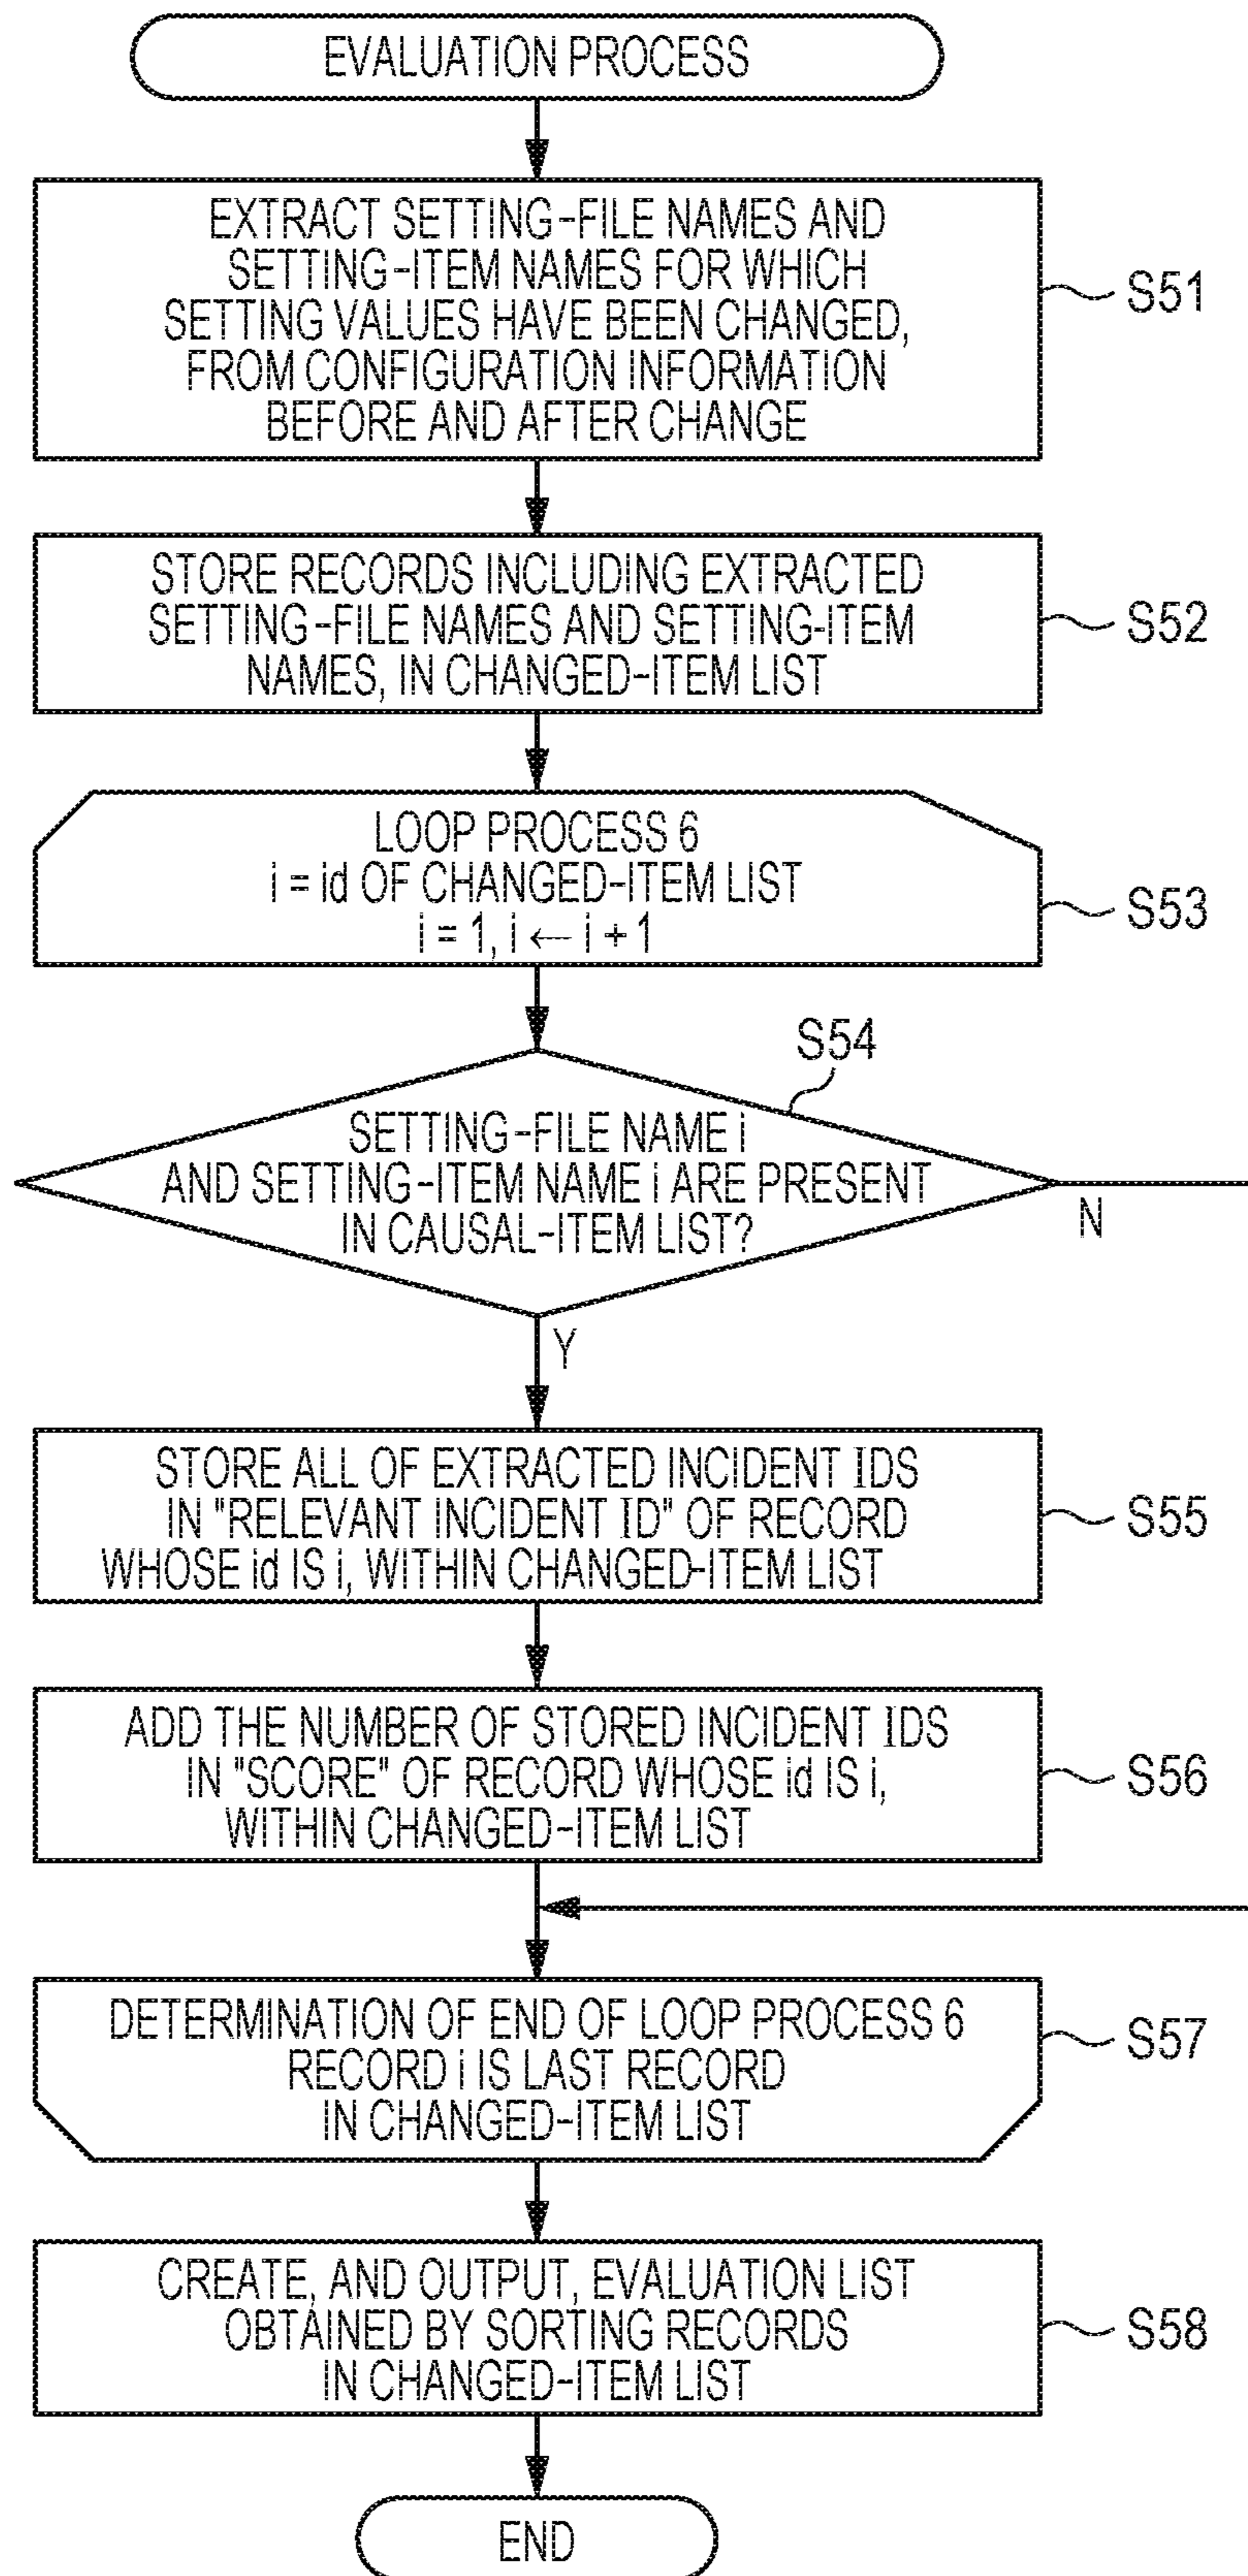 EVALUATION PROCESS
EXTRACT SETTING-FILE NAMES AND
SETTING-ITEM NAMES FOR WHICH
SETTING VALUES HAVE BEEN CHANGED,
FROM CONFIGURATION INFORMATION
BEFORE AND AFTER CHANGE
S51
STORE RECORDS INCLUDING EXTRACTED
SETTING-FILE NAMES AND SETTING-ITEM
NAMES, IN CHANGED-ITEM LIST
S52
LOOP PROCESS 6
i = id OF CHANGED-ITEM LIST
i = 1, i ← i + 1
S53
S54
SETTING-FILE NAME i
AND SETTING-ITEM NAME i ARE PRESENT
IN CAUSAL-ITEM LIST?
N
Y
STORE ALL OF EXTRACTED INCIDENT IDS
IN "RELEVANT INCIDENT ID" OF RECORD
WHOSE id IS i, WITHIN CHANGED-ITEM LIST
S55
ADD THE NUMBER OF STORED INCIDENT IDS
IN "SCORE" OF RECORD WHOSE id IS i,
WITHIN CHANGED-ITEM LIST
S56
DETERMINATION OF END OF LOOP PROCESS 6
RECORD i IS LAST RECORD
IN CHANGED-ITEM LIST
S57
CREATE, AND OUTPUT, EVALUATION LIST
OBTAINED BY SORTING RECORDS
IN CHANGED-ITEM LIST
S58
END